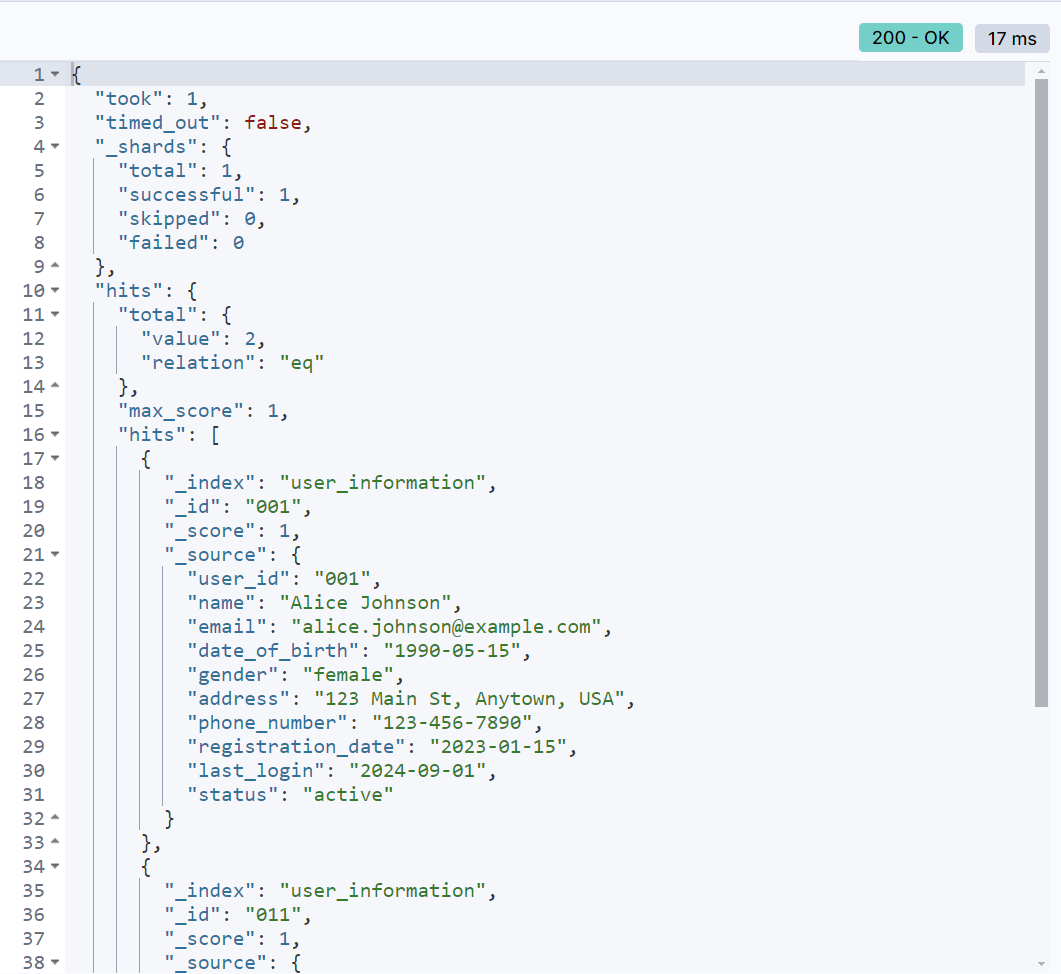 200 - OK 17 ms
1 {
2 "took": 1,
3 "timed_out": false,
4 "_shards": {
5 "total": 1,
6 "successful": 1,
7 "skipped": 0,
8 "failed": 0
9 },
10 "hits": {
11 "total": {
12 "value": 2,
13 "relation": "eq"
14 },
15 "max_score": 1,
16 "hits": [
17 {
18 "_index": "user_information",
19 "_id": "001",
20 "_score": 1,
21 "_source": {
22 "user_id": "001",
23 "name": "Alice Johnson",
24 "email": "alice.johnson@example.com",
25 "date_of_birth": "1990-05-15",
26 "gender": "female",
27 "address": "123 Main St, Anytown, USA",
28 "phone_number": "123-456-7890",
29 "registration_date": "2023-01-15",
30 "last_login": "2024-09-01",
31 "status": "active"
32 }
33 },
34 {
35 "_index": "user_information",
36 "_id": "011",
37 "_score": 1,
38 "_source": {